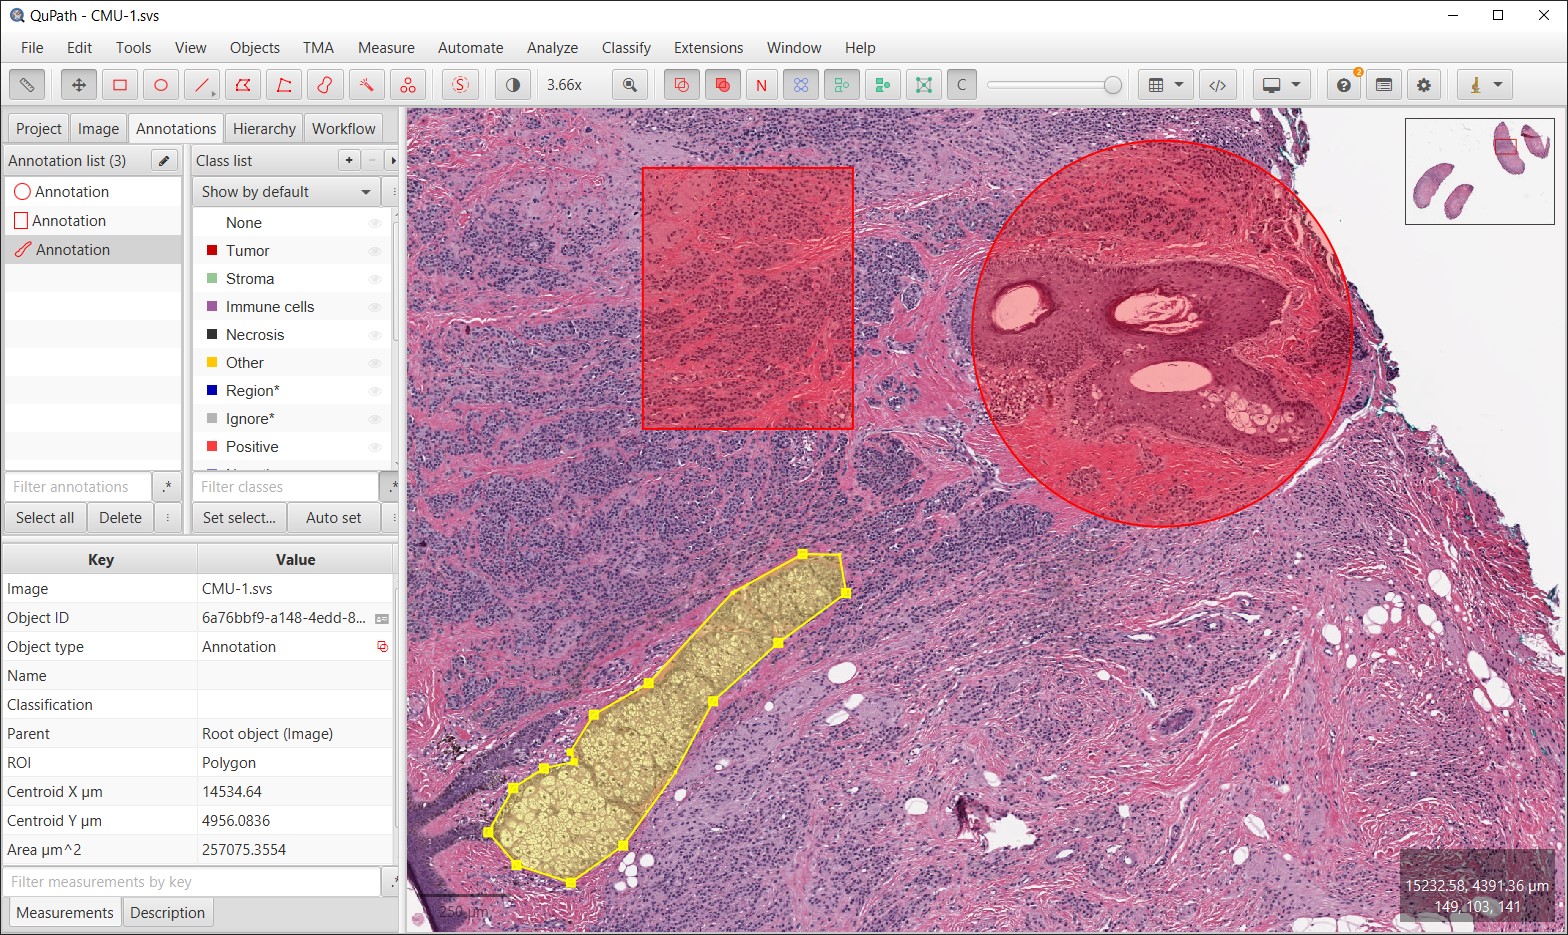 QuPath - CMU-1.svs
File Edit Tools View Objects TMA Measure Automate Analyze Classify Extensions Window Help
S 3.66x N C </> ? 2
Project Image Annotations Hierarchy Workflow
Annotation list (3)
Annotation
Annotation
Annotation
Filter annotations .*
Select all Delete
Class list + -
Show by default
None
Tumor
Stroma
Immune cells
Necrosis
Other
Region*
Ignore*
Positive
Filter classes .*
Set select... Auto set
Key Value
Image CMU-1.svs
Object ID 6a76bbf9-a148-4edd-8...
Object type Annotation
Name
Classification
Parent Root object (Image)
ROI Polygon
Centroid X µm 14534.64
Centroid Y µm 4956.0836
Area µm^2 257075.3554
Filter measurements by key .*
Measurements Description
250 µm
15232.58, 4391.36 µm
149, 103, 141